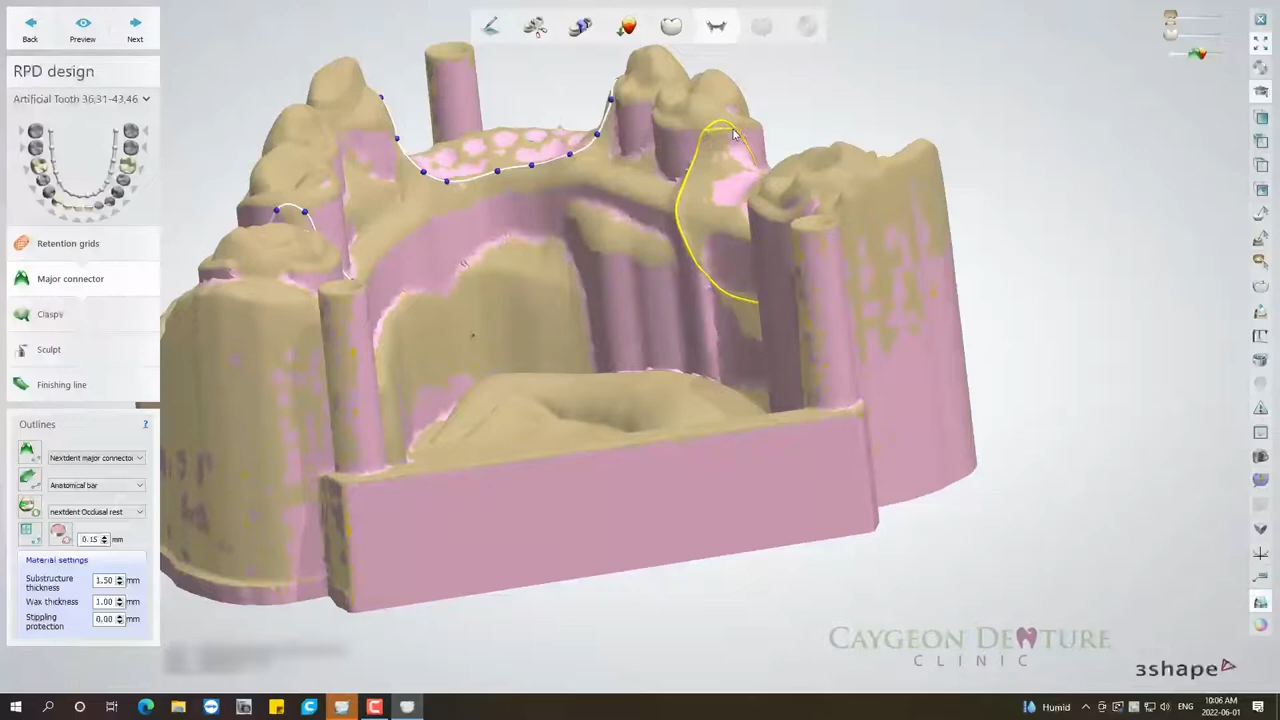 Back
Preview
Next
RPD design
Artificial Tooth 36,31-43,46
Retention grids
Major connector
Clasps
Sculpt
Finishing line
Outlines
?
Nextdent major connector
Anatomical bar
nextdent Occlusal rest
0.15 mm
Material settings
Substructure thickness 1.50 mm
Wax thickness 1.00 mm
Stippling protection 0,00 mm
CAYGEON DENTURE
CLINIC
3shape
Humid
ENG
10:06 AM
2022-06-01